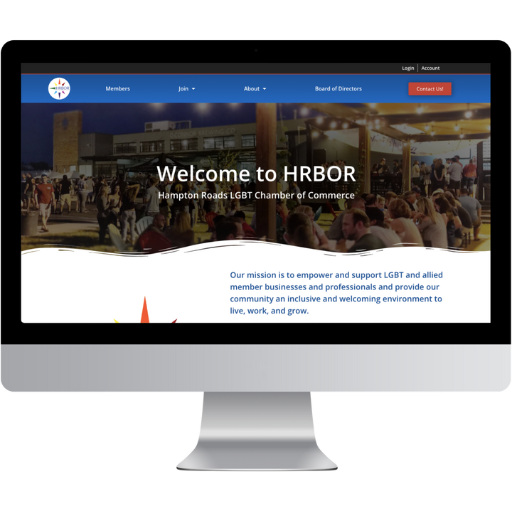 Login | Account
HRBOR
Members Join About Board of Directors Contact Us!
Welcome to HRBOR
Hampton Roads LGBT Chamber of Commerce
Our mission is to empower and support LGBT and allied
member businesses and professionals and provide our
community an inclusive and welcoming environment to
live, work, and grow.